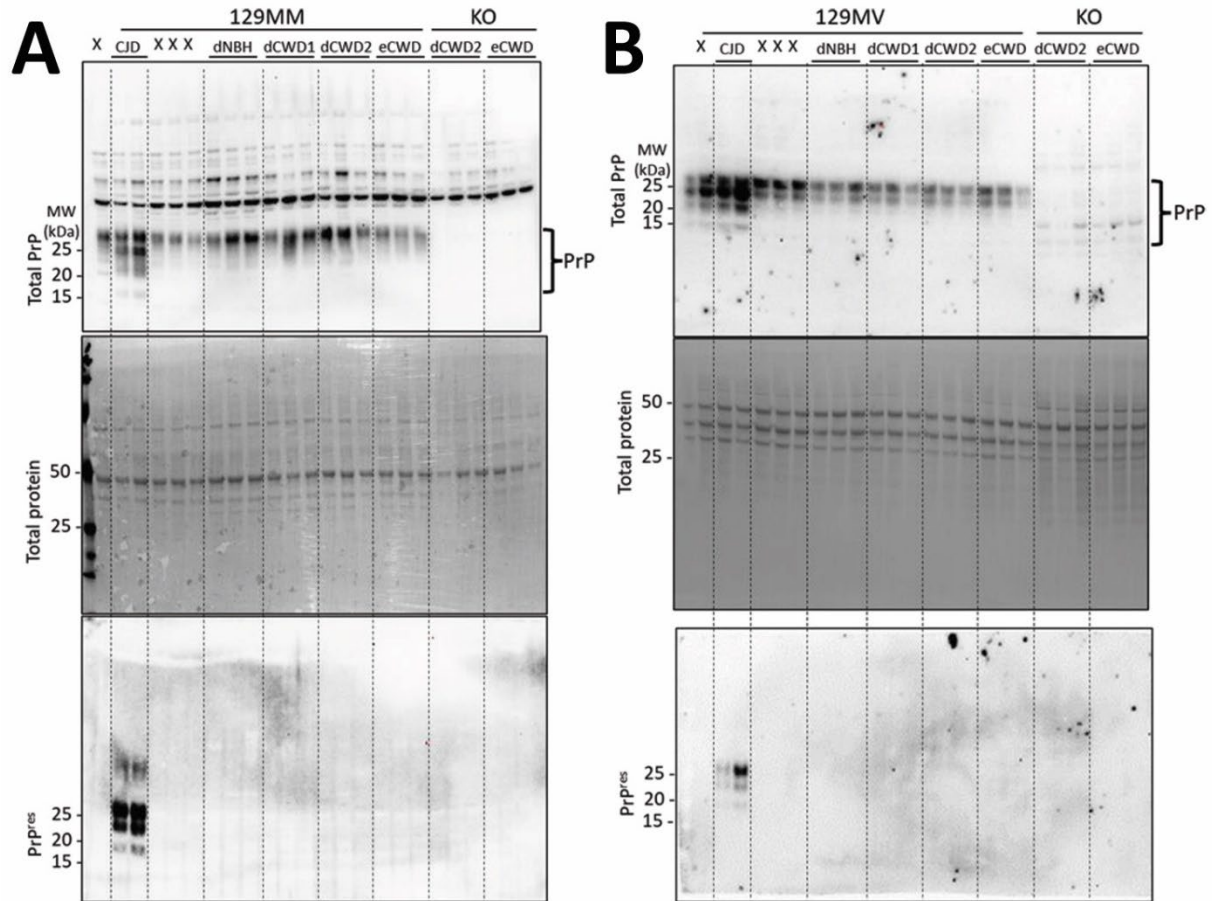 A
129MM KO
X CJD X X X dNBH dCWD1 dCWD2 eCWD dCWD2 eCWD
Total PrP
MW
(kDa)
25
20
15
PrP
Total protein
50
25
PrPres
25
20
15
B
129MV KO
X CJD X X X dNBH dCWD1 dCWD2 eCWD dCWD2 eCWD
Total PrP
MW
(kDa)
25
20
15
PrP
Total protein
50
25
PrPres
25
20
15